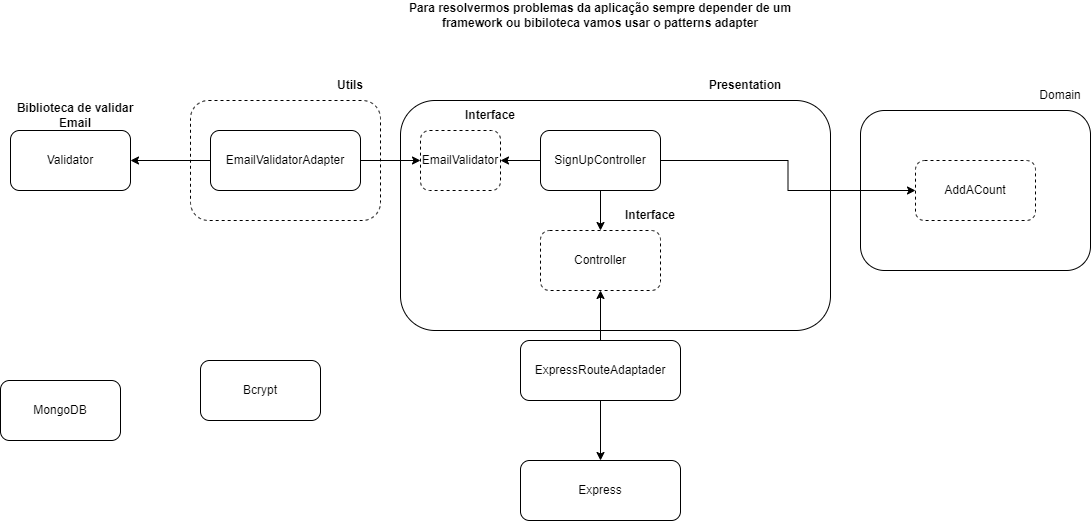 Para resolvermos problemas da aplicação sempre depender de um
framework ou bibiloteca vamos usar o patterns adapter
Utils
Presentation
Domain
Biblioteca de validar
Email
Interface
Validator
EmailValidatorAdapter
EmailValidator
SignUpController
AddACount
Interface
Controller
ExpressRouteAdaptader
Bcrypt
MongoDB
Express